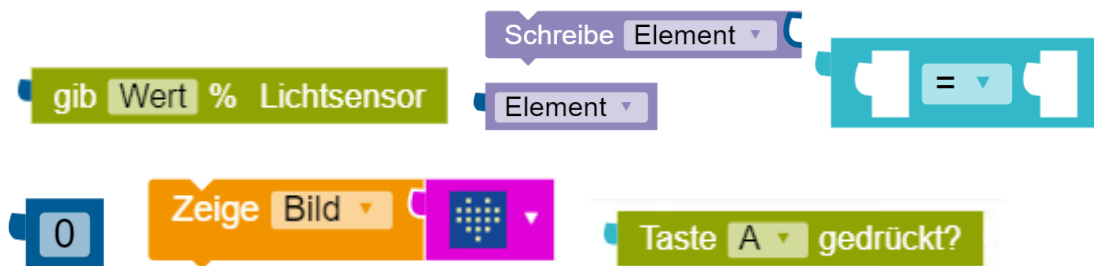 Schreibe Element
gib Wert % Lichtsensor
Element
=
0
Zeige Bild
Taste A gedrückt?